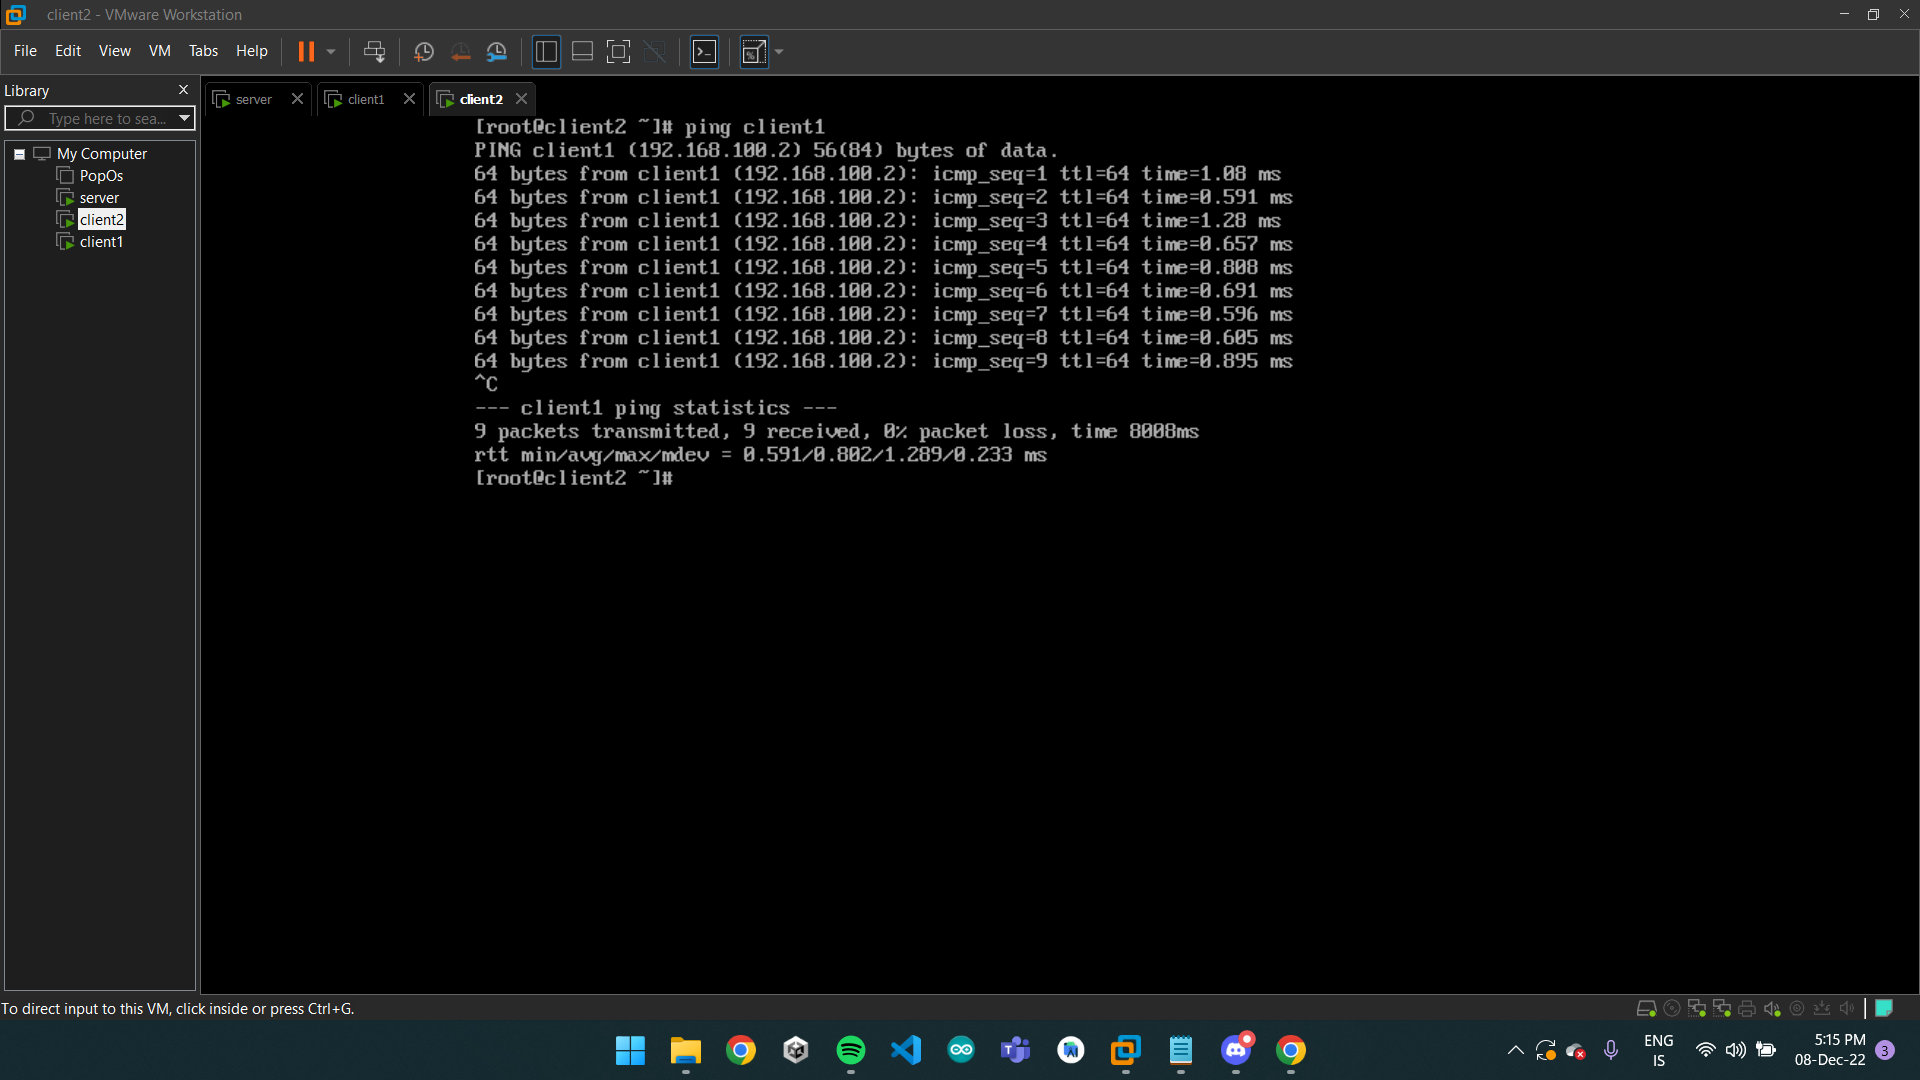 client2 - VMware Workstation
File Edit View VM Tabs Help
Library
Type here to sea...
My Computer
PopOs
server
client2
client1
server client1 client2
[root@client2 ~]# ping client1
PING client1 (192.168.100.2) 56(84) bytes of data.
64 bytes from client1 (192.168.100.2): icmp_seq=1 ttl=64 time=1.08 ms
64 bytes from client1 (192.168.100.2): icmp_seq=2 ttl=64 time=0.591 ms
64 bytes from client1 (192.168.100.2): icmp_seq=3 ttl=64 time=1.28 ms
64 bytes from client1 (192.168.100.2): icmp_seq=4 ttl=64 time=0.657 ms
64 bytes from client1 (192.168.100.2): icmp_seq=5 ttl=64 time=0.808 ms
64 bytes from client1 (192.168.100.2): icmp_seq=6 ttl=64 time=0.691 ms
64 bytes from client1 (192.168.100.2): icmp_seq=7 ttl=64 time=0.596 ms
64 bytes from client1 (192.168.100.2): icmp_seq=8 ttl=64 time=0.605 ms
64 bytes from client1 (192.168.100.2): icmp_seq=9 ttl=64 time=0.895 ms
^C
--- client1 ping statistics ---
9 packets transmitted, 9 received, 0% packet loss, time 8008ms
rtt min/avg/max/mdev = 0.591/0.802/1.289/0.233 ms
[root@client2 ~]#
To direct input to this VM, click inside or press Ctrl+G.
ENG
IS
5:15 PM
08-Dec-22
3